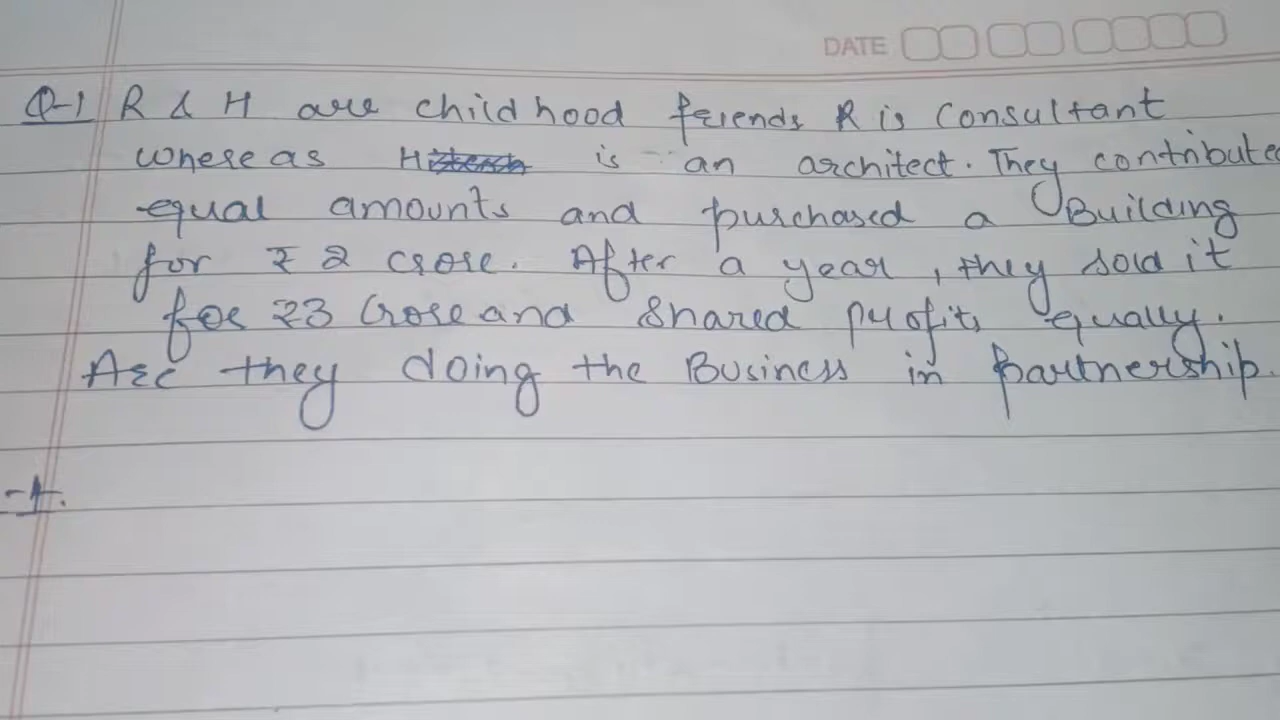 DATE
Q-1 R & H are childhood friends R is Consultant
whereas H is an architect. They contributed
equal amounts and purchased a Building
for ₹ 2 crore. After a year, they sold it
for ₹3 Crore and shared profits equally.
Are they doing the Business in partnership.
-1.